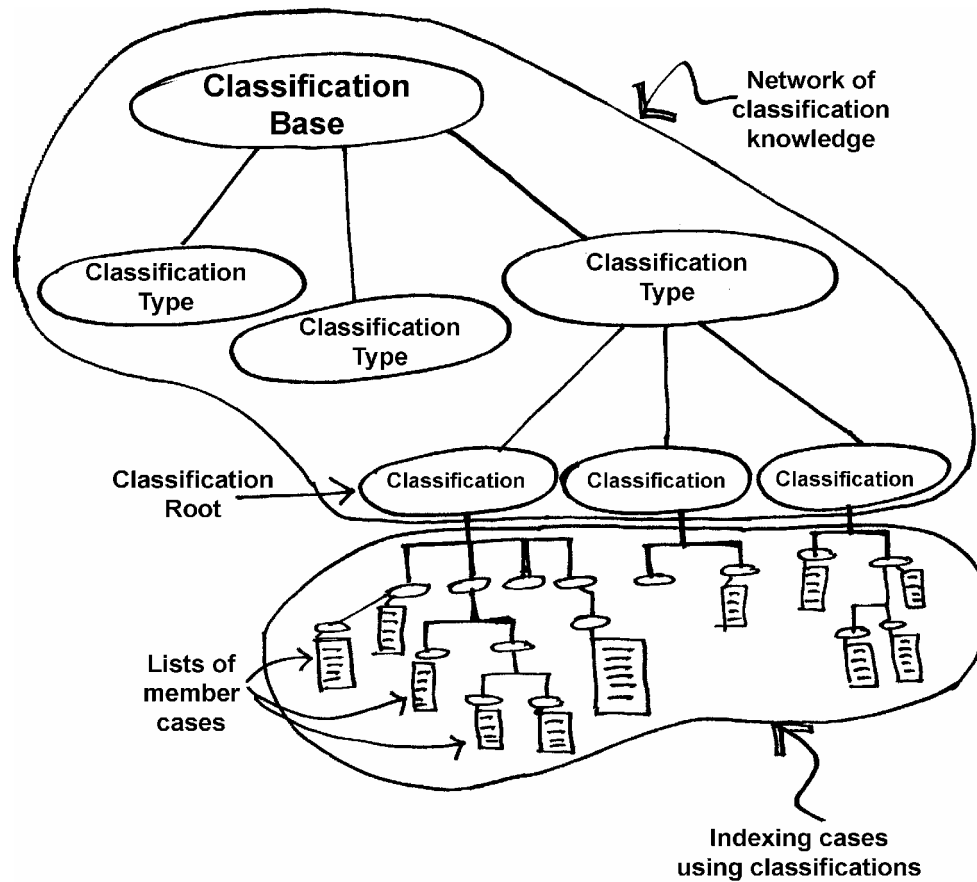 Classification
Base
Network of
classification
knowledge
Classification
Type
Classification
Type
Classification
Type
Classification
Root
Classification
Classification
Classification
Lists of
member
cases
Indexing cases
using classifications